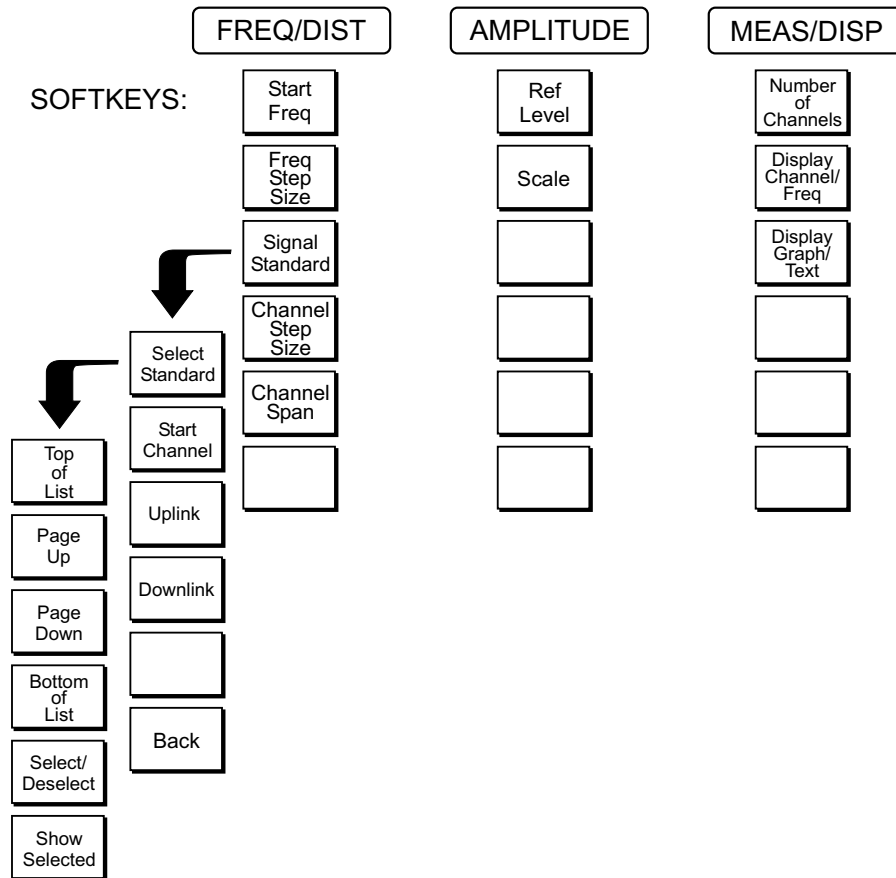 FREQ/DIST
AMPLITUDE
MEAS/DISP
SOFTKEYS:
Start
Freq
Freq
Step
Size
Signal
Standard
Channel
Step
Size
Channel
Span
Select
Standard
Start
Channel
Uplink
Downlink
Back
Top
of
List
Page
Up
Page
Down
Bottom
of
List
Select/
Deselect
Show
Selected
Ref
Level
Scale
Number
of
Channels
Display
Channel/
Freq
Display
Graph/
Text